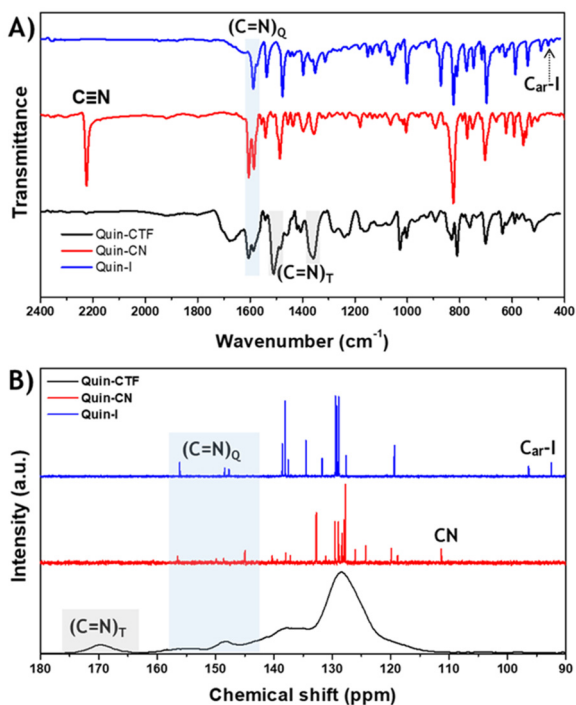 A)
(C=N)Q
C≡N
Car-I
Transmittance
Quin-CTF
Quin-CN
Quin-I
(C=N)T
2400 2200 2000 1800 1600 1400 1200 1000 800 600 400
Wavenumber (cm-1)
B)
Quin-CTF
Quin-CN
Quin-I
(C=N)Q
Car-I
CN
(C=N)T
Intensity (a.u.)
180 170 160 150 140 130 120 110 100 90
Chemical shift (ppm)